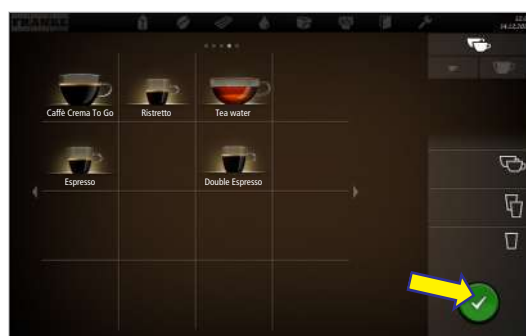 FRANKE
Caffè Crema To Go
Ristretto
Tea water
Espresso
Double Espresso